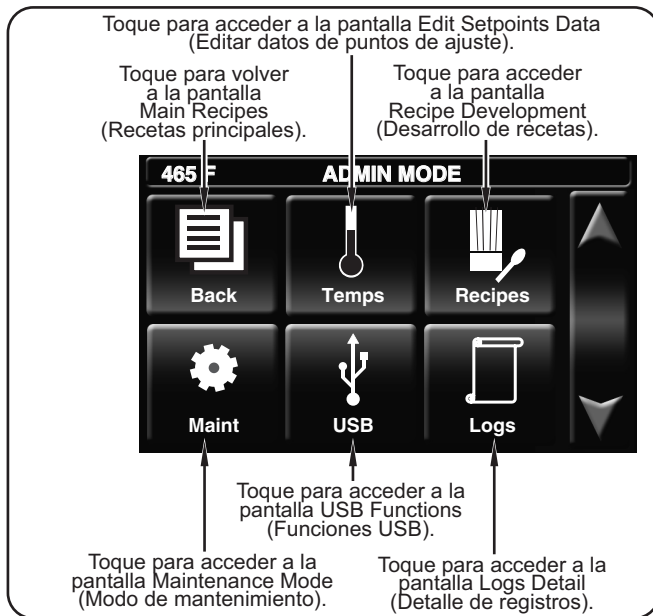 Toque para acceder a la pantalla Edit Setpoints Data
(Editar datos de puntos de ajuste).
Toque para volver
a la pantalla
Main Recipes
(Recetas principales).
Toque para acceder
a la pantalla
Recipe Development
(Desarrollo de recetas).
465 F ADMIN MODE
Back Temps Recipes
Maint USB Logs
Toque para acceder a la
pantalla USB Functions
(Funciones USB).
Toque para acceder a la
pantalla Maintenance Mode
(Modo de mantenimiento).
Toque para acceder a la
pantalla Logs Detail
(Detalle de registros).